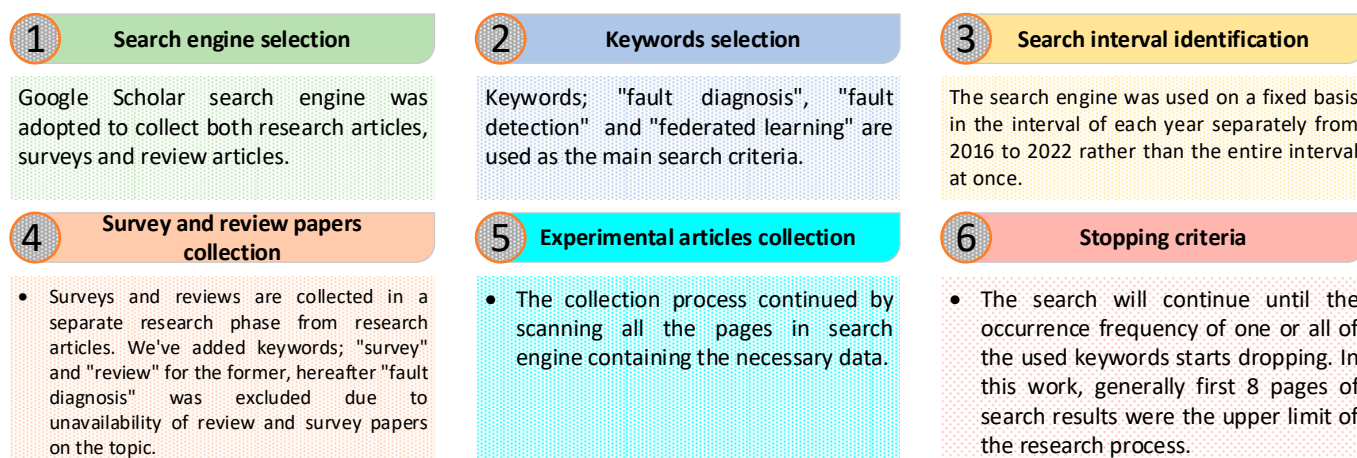 1
Search engine selection
Google Scholar search engine was
adopted to collect both research articles,
surveys and review articles.
2
Keywords selection
Keywords; "fault diagnosis", "fault
detection" and "federated learning" are
used as the main search criteria.
3
Search interval identification
The search engine was used on a fixed basis
in the interval of each year separately from
2016 to 2022 rather than the entire interval
at once.
4
Survey and review papers
collection
• Surveys and reviews are collected in a
separate research phase from research
articles. We've added keywords; "survey"
and "review" for the former, hereafter "fault
diagnosis" was excluded due to
unavailability of review and survey papers
on the topic.
5
Experimental articles collection
• The collection process continued by
scanning all the pages in search
engine containing the necessary data.
6
Stopping criteria
• The search will continue until the
occurrence frequency of one or all of
the used keywords starts dropping. In
this work, generally first 8 pages of
search results were the upper limit of
the research process.